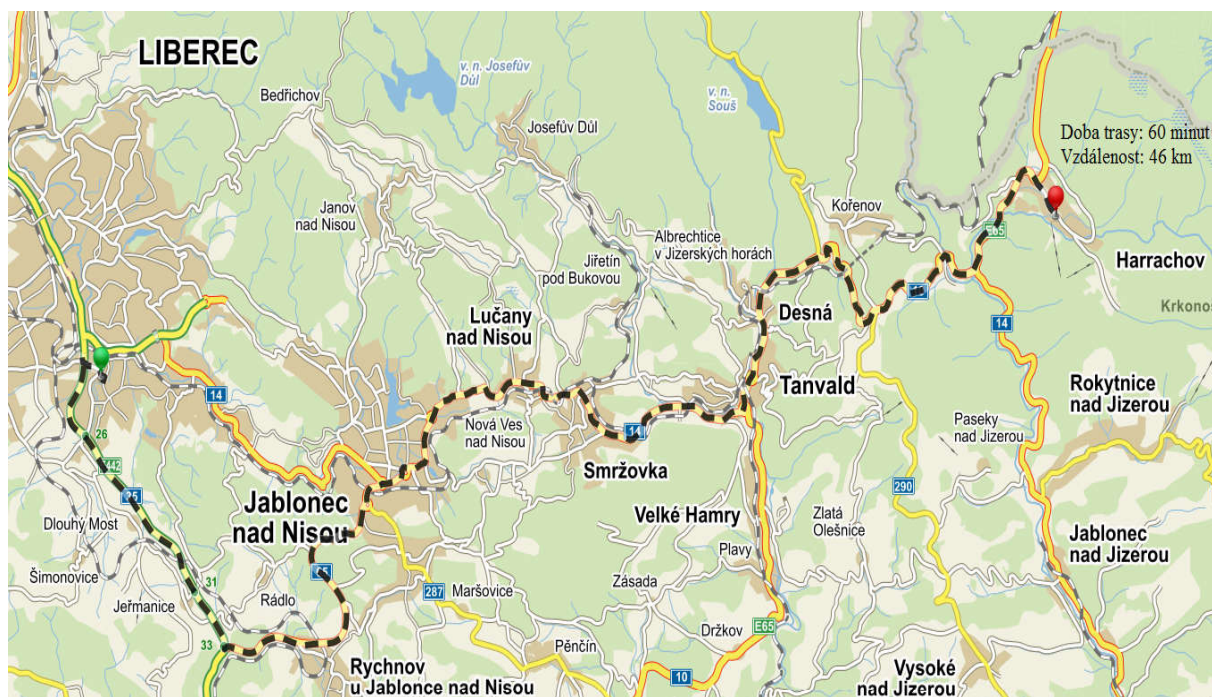 LIBEREC
v. n. Josefův
Důl
Bedřichov
Josefův Důl
v. n.
Souš
Doba trasy: 60 minut
Vzdálenost: 46 km
Janov
nad Nisou
Kořenov
Albrechtice
v Jizerských horách
E65
Jiřetín
pod Bukovou
Harrachov
Krkonoš
Lučany
nad Nisou
Desná
14
14
Tanvald
Rokytnice
nad Jizerou
Nová Ves
nad Nisou
Paseky
nad Jizerou
14
26
Smržovka
35
Jablonec
nad Nisou
290
Velké Hamry
Zlatá
Olešnice
Dlouhý Most
Jablonec
nad Jizerou
Plavy
Šimonovice
31
65
Zásada
Jeřmanice
Rádlo
287
Maršovice
33
Držkov
E65
Pěnčín
Rychnov
u Jablonce nad Nisou
10
Vysoké
nad Jizerou